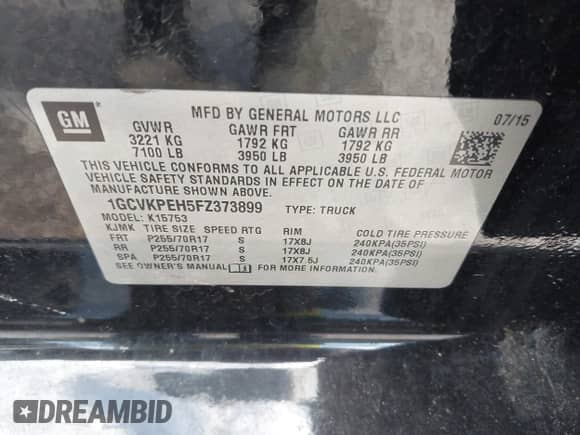 GM
MFD BY GENERAL MOTORS LLC
07/15
GVWR GAWR FRT GAWR RR
3221 KG 1792 KG 1792 KG
7100 LB 3950 LB 3950 LB
THIS VEHICLE CONFORMS TO ALL APPLICABLE U.S. FEDERAL MOTOR
VEHICLE SAFETY STANDARDS IN EFFECT ON THE DATE OF
MANUFACTURE SHOWN ABOVE.
1GCVKPEH5FZ373899 TYPE: TRUCK
MODEL: K15753
KJMK TIRE SIZE SPEED RTG RIM COLD TIRE PRESSURE
FRT P255/70R17 S 17X8J 240KPA(35PSI)
RR P255/70R17 S 17X8J 240KPA(35PSI)
SPA P255/70R17 S 17X7.5J 240KPA(35PSI)
SEE OWNER'S MANUAL FOR MORE INFORMATION.
DREAMBID